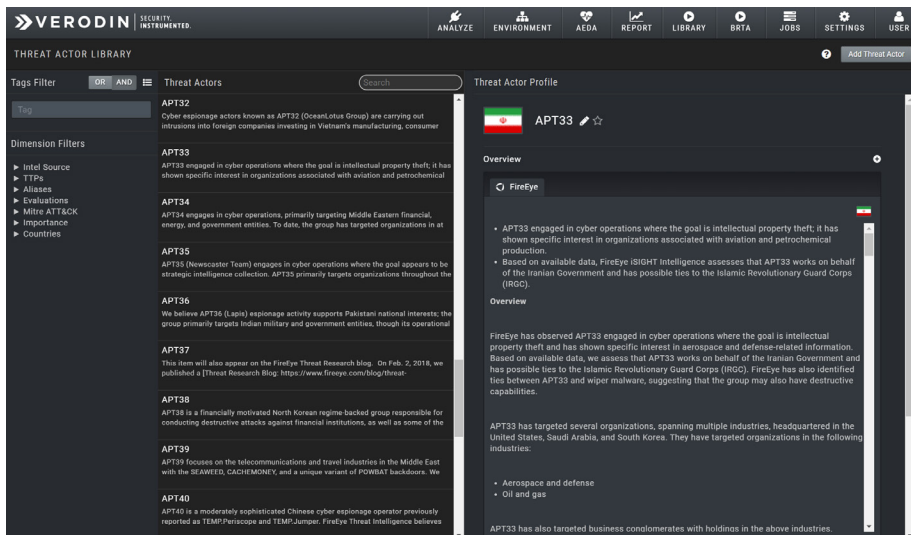 VERODIN SECURITY. INSTRUMENTED.
ANALYZE ENVIRONMENT AEDA REPORT LIBRARY BRTA JOBS SETTINGS USER
THREAT ACTOR LIBRARY
? Add Threat Actor
Tags Filter OR AND
Tag
Dimension Filters
Intel Source
TTPs
Aliases
Evaluations
Mitre ATT&CK
Importance
Countries
Threat Actors Search
APT32
Cyber espionage actors known as APT32 (OceanLotus Group) are carrying out
intrusions into foreign companies investing in Vietnam's manufacturing, consumer
APT33
APT33 engaged in cyber operations where the goal is intellectual property theft; it has
shown specific interest in organizations associated with aviation and petrochemical
APT34
APT34 engages in cyber operations, primarily targeting Middle Eastern financial,
energy, and government entities. To date, the group has targeted organizations in at
APT35
APT35 (Newscaster Team) engages in cyber operations where the goal appears to be
strategic intelligence collection. APT35 primarily targets organizations throughout the
APT36
We believe APT36 (Lapis) espionage activity supports Pakistani national interests; the
group primarily targets Indian military and government entities, though its operational
APT37
This item will also appear on the FireEye Threat Research blog. On Feb. 2, 2018, we
published a [Threat Research Blog: https://www.fireeye.com/blog/threat-
APT38
APT38 is a financially motivated North Korean regime-backed group responsible for
conducting destructive attacks against financial institutions, as well as some of the
APT39
APT39 focuses on the telecommunications and travel industries in the Middle East
with the SEAWEED, CACHEMONEY, and a unique variant of POWBAT backdoors. We
APT40
APT40 is a moderately sophisticated Chinese cyber espionage operator previously
reported as TEMP.Periscope and TEMP.Jumper. FireEye Threat Intelligence believes
Threat Actor Profile
APT33
Overview
FireEye
• APT33 engaged in cyber operations where the goal is intellectual property theft; it has
shown specific interest in organizations associated with aviation and petrochemical
production.
• Based on available data, FireEye iSIGHT Intelligence assesses that APT33 works on behalf
of the Iranian Government and has possible ties to the Islamic Revolutionary Guard Corps
(IRGC).
Overview
FireEye has observed APT33 engaged in cyber operations where the goal is intellectual
property theft and has shown specific interest in aerospace and defense-related information.
Based on available data, we assess that APT33 works on behalf of the Iranian Government and
has possible ties to the Islamic Revolutionary Guard Corps (IRGC). FireEye has also identified
ties between APT33 and wiper malware, suggesting that the group may also have destructive
capabilities.
APT33 has targeted several organizations, spanning multiple industries, headquartered in the
United States, Saudi Arabia, and South Korea. They have targeted organizations in the following
industries:
• Aerospace and defense
• Oil and gas
APT33 has also targeted business conglomerates with holdings in the above industries.